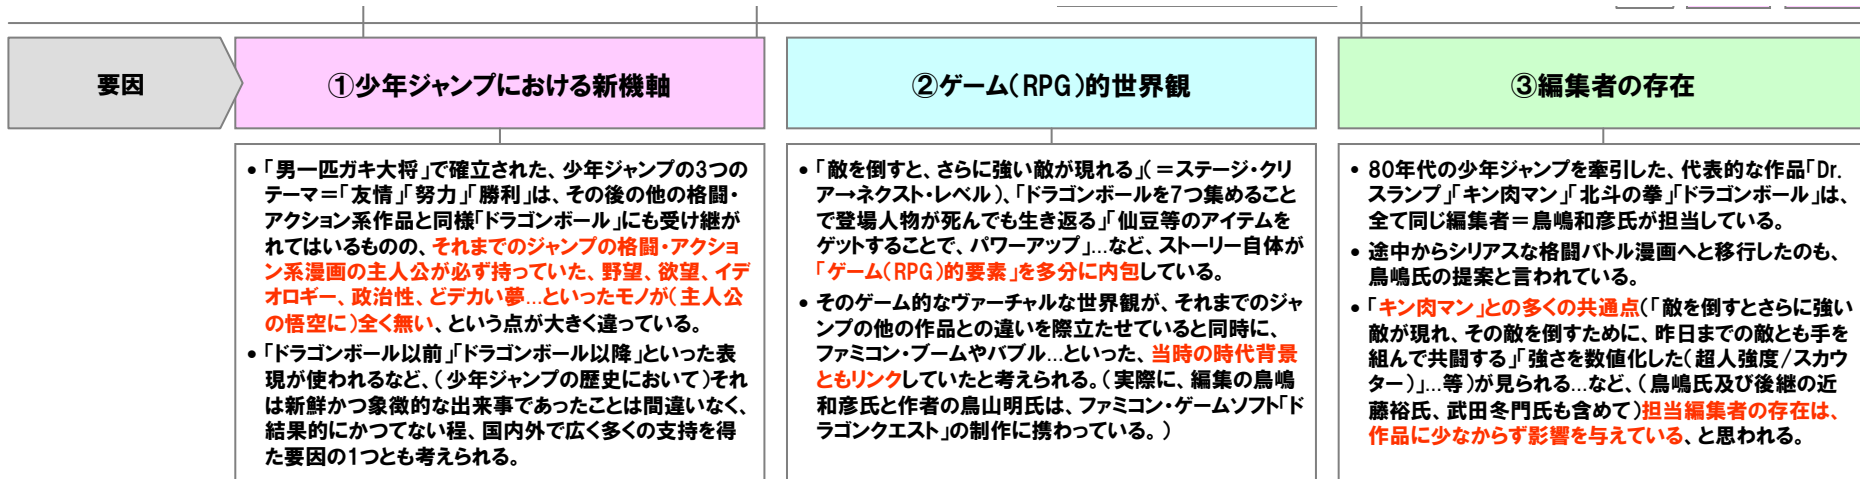 要因
①少年ジャンプにおける新機軸
②ゲーム(RPG)的世界観
③編集者の存在
•「男一匹ガキ大将」で確立された、少年ジャンプの3つの
テーマ=「友情」「努力」「勝利」は、その後の他の格闘・
アクション系作品と同様「ドラゴンボール」にも受け継が
れてはいるものの、それまでのジャンプの格闘・アクショ
ン系漫画の主人公が必ず持っていた、野望、欲望、イデ
オロギー、政治性、どデカい夢...といったモノが(主人公
の悟空に)全く無い、という点が大きく違っている。
•「ドラゴンボール以前」「ドラゴンボール以降」といった表
現が使われるなど、(少年ジャンプの歴史において)それ
は新鮮かつ象徴的な出来事であったことは間違いなく、
結果的にかつてない程、国内外で広く多くの支持を得
た要因の1つとも考えられる。
•「敵を倒すと、さらに強い敵が現れる」(=ステージ・クリ
ア→ネクスト・レベル)、「ドラゴンボールを7つ集めること
で登場人物が死んでも生き返る」「仙豆等のアイテムを
ゲットすることで、パワーアップ」...など、ストーリー自体が
「ゲーム(RPG)的要素」を多分に内包している。
•そのゲーム的なヴァーチャルな世界観が、それまでのジャ
ンプの他の作品との違いを際立たせていると同時に、
ファミコン・ブームやバブル...といった、当時の時代背景
ともリンクしていたと考えられる。(実際に、編集の鳥嶋
和彦氏と作者の鳥山明氏は、ファミコン・ゲームソフト「ド
ラゴンクエスト」の制作に携わっている。)
•80年代の少年ジャンプを牽引した、代表的な作品「Dr.
スランプ」「キン肉マン」「北斗の拳」「ドラゴンボール」は、
全て同じ編集者=鳥嶋和彦氏が担当している。
•途中からシリアスな格闘バトル漫画へと移行したのも、
鳥嶋氏の提案と言われている。
•「キン肉マン」との多くの共通点(「敵を倒すとさらに強い
敵が現れ、その敵を倒すために、昨日までの敵とも手を
組んで共闘する」「強さを数値化した(超人強度/スカウ
ター)」...等)が見られる...など、(鳥嶋氏及び後継の近
藤裕氏、武田冬門氏も含めて)担当編集者の存在は、
作品に少なからず影響を与えている、と思われる。